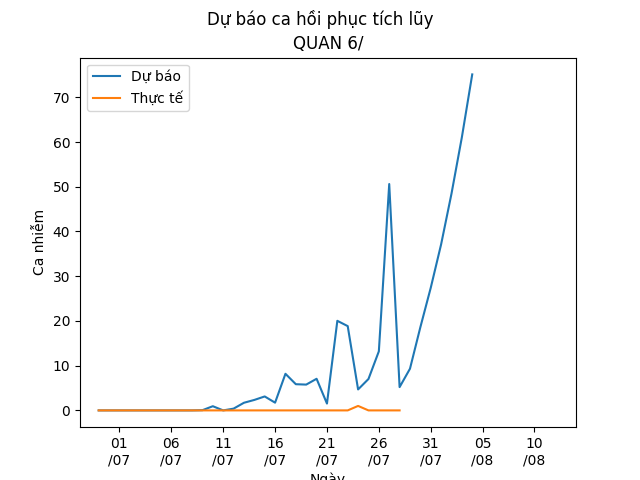 Dự báo ca hồi phục tích lũy
QUAN 6/
Dự báo
Thực tế
Ca nhiễm
70
60
50
40
30
20
10
0
01 06 11 16 21 26 31 05 10
/07 /07 /07 /07 /07 /07 /07 /08 /08
Ngày